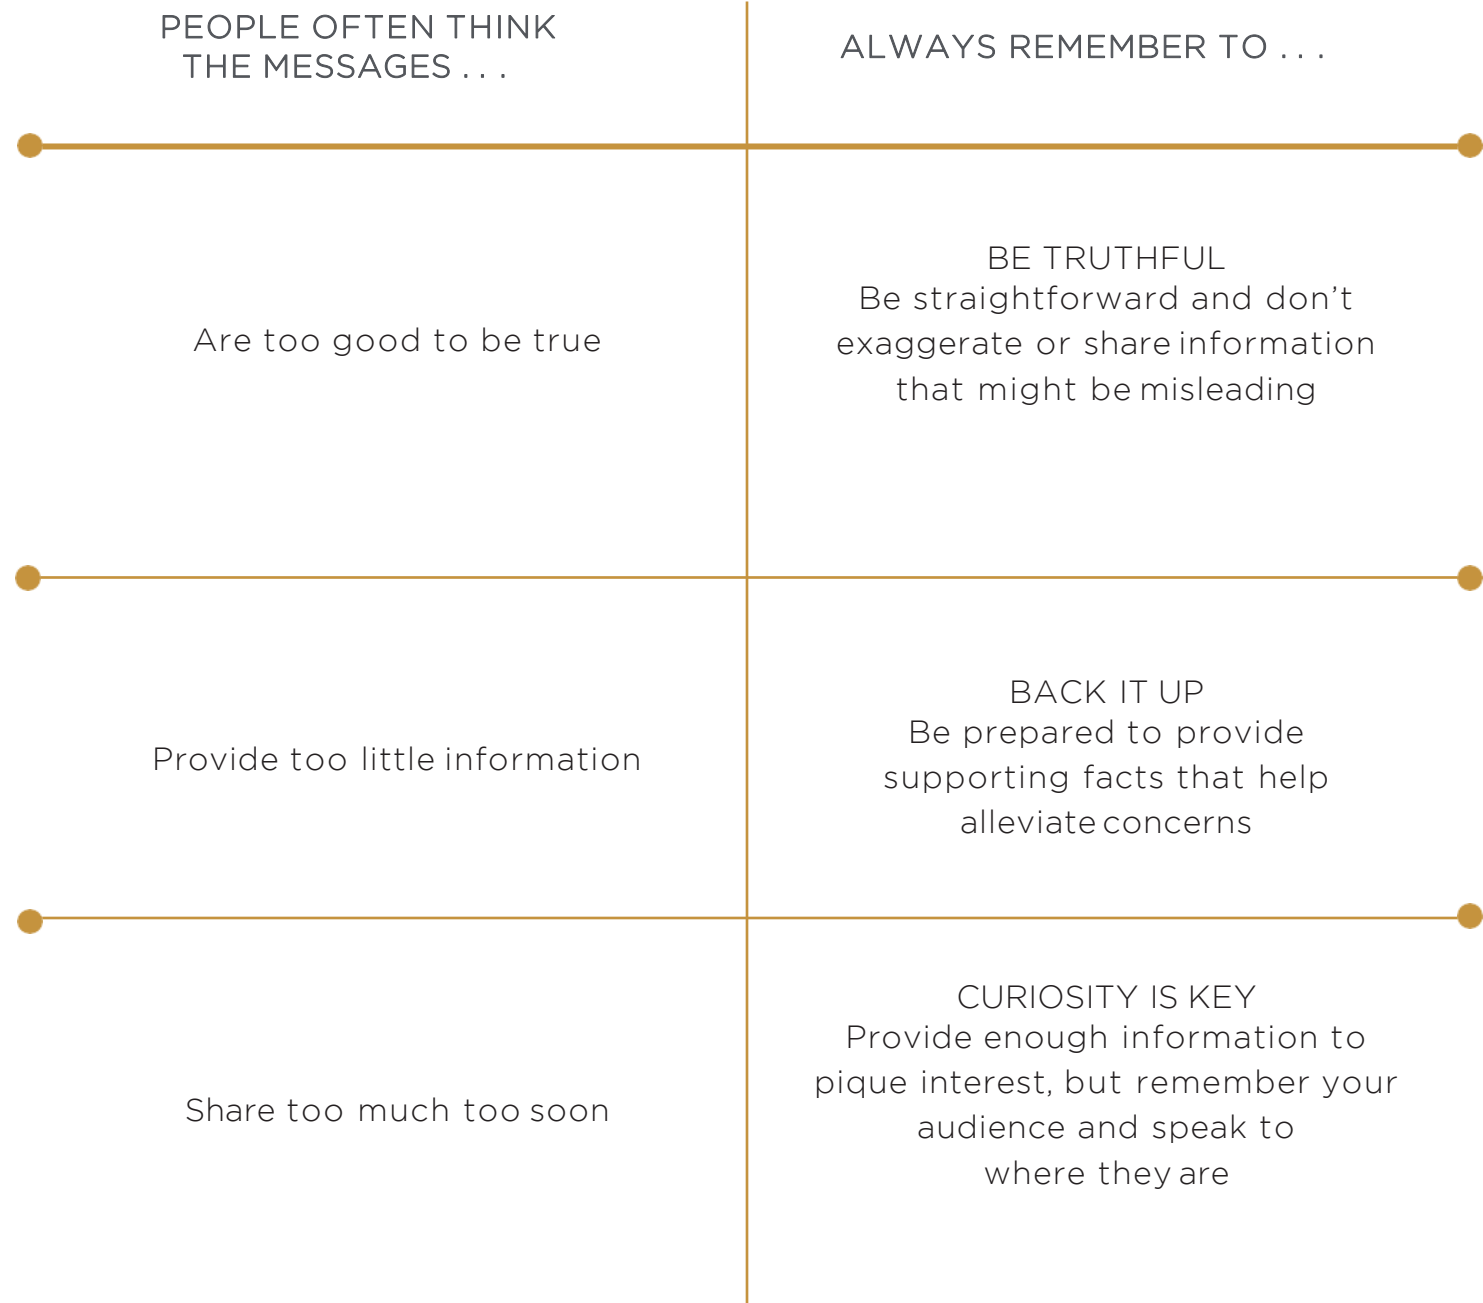 PEOPLE OFTEN THINK
THE MESSAGES . . .
ALWAYS REMEMBER TO . . .
Are too good to be true
BE TRUTHFUL
Be straightforward and don’t
exaggerate or share information
that might be misleading
Provide too little information
BACK IT UP
Be prepared to provide
supporting facts that help
alleviate concerns
Share too much too soon
CURIOSITY IS KEY
Provide enough information to
pique interest, but remember your
audience and speak to
where they are